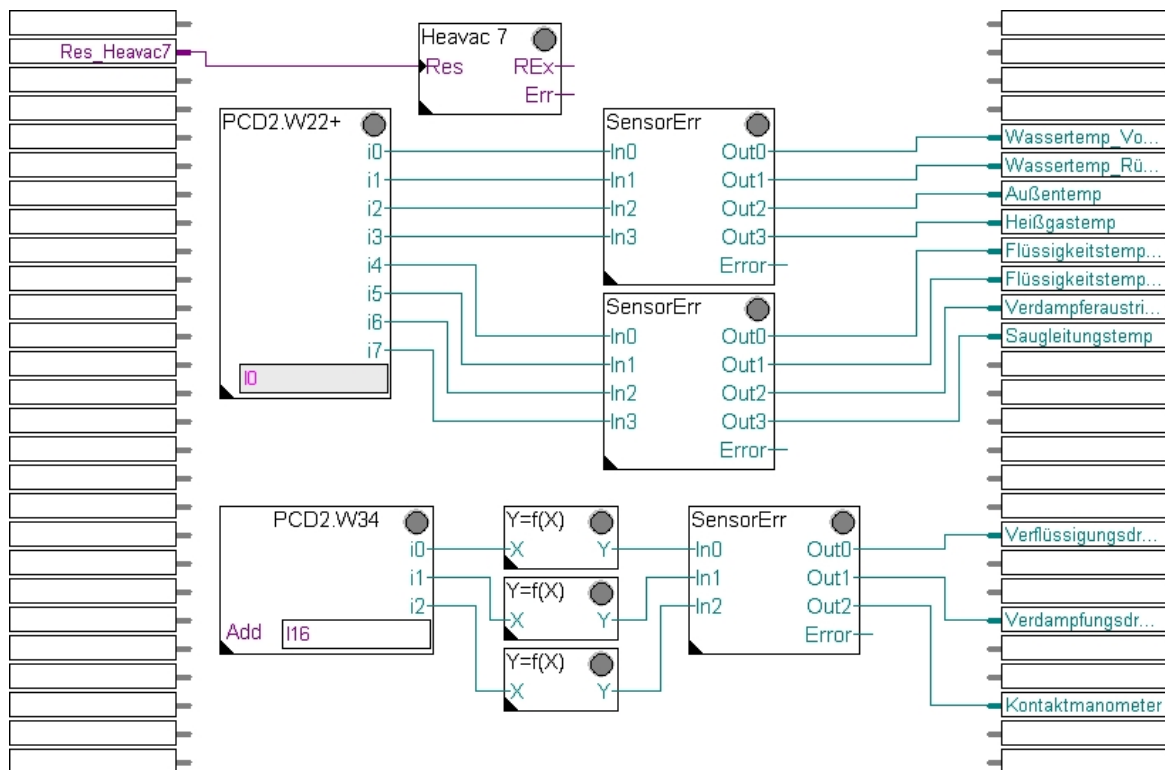 Res_Heavac7
Heavac 7
Res REx
Err
PCD2.W22+
i0
i1
i2
i3
i4
i5
i6
i7
I0
SensorErr
In0 Out0
In1 Out1
In2 Out2
In3 Out3
Error
SensorErr
In0 Out0
In1 Out1
In2 Out2
In3 Out3
Error
Wassertemp_Vo...
Wassertemp_Rü...
Außentemp
Heißgastemp
Flüssigkeitstemp...
Flüssigkeitstemp...
Verdampferaustri...
Saugleitungstemp
PCD2.W34
i0
i1
i2
Add I16
Y=f(X)
X Y
Y=f(X)
X Y
Y=f(X)
X Y
SensorErr
In0 Out0
In1 Out1
In2 Out2
Error
Verflüssigungsdr...
Verdampfungsdr...
Kontaktmanometer